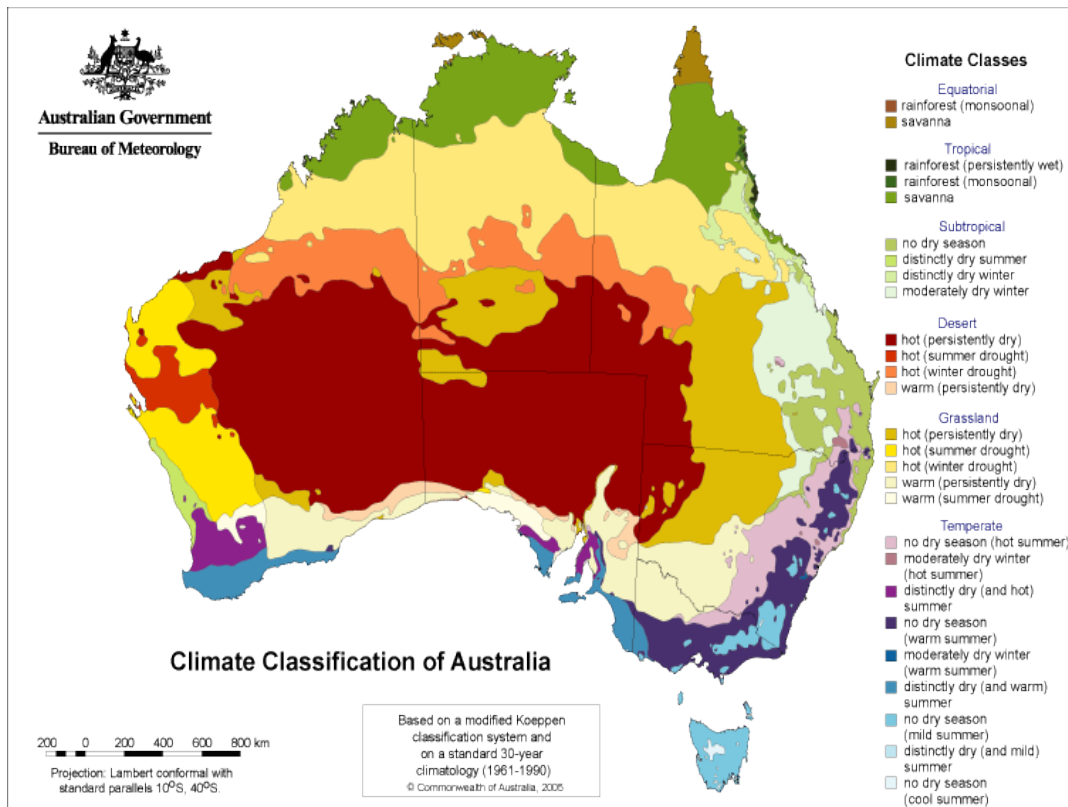 Australian Government
Bureau of Meteorology
Climate Classes
Equatorial
rainforest (monsoonal)
savanna
Tropical
rainforest (persistently wet)
rainforest (monsoonal)
savanna
Subtropical
no dry season
distinctly dry summer
distinctly dry winter
moderately dry winter
Desert
hot (persistently dry)
hot (summer drought)
hot (winter drought)
warm (persistently dry)
Grassland
hot (persistently dry)
hot (summer drought)
hot (winter drought)
warm (persistently dry)
warm (summer drought)
Temperate
no dry season (hot summer)
moderately dry winter
(hot summer)
distinctly dry (and hot)
summer
no dry season
(warm summer)
moderately dry winter
(warm summer)
distinctly dry (and warm)
summer
no dry season
(mild summer)
distinctly dry (and mild)
summer
no dry season
(cool summer)
Climate Classification of Australia
Based on a modified Koeppen
classification system and
on a standard 30-year
climatology (1961-1990)
© Commonwealth of Australia, 2005
200 0 200 400 600 800 km
Projection: Lambert conformal with
standard parallels 10°S, 40°S.